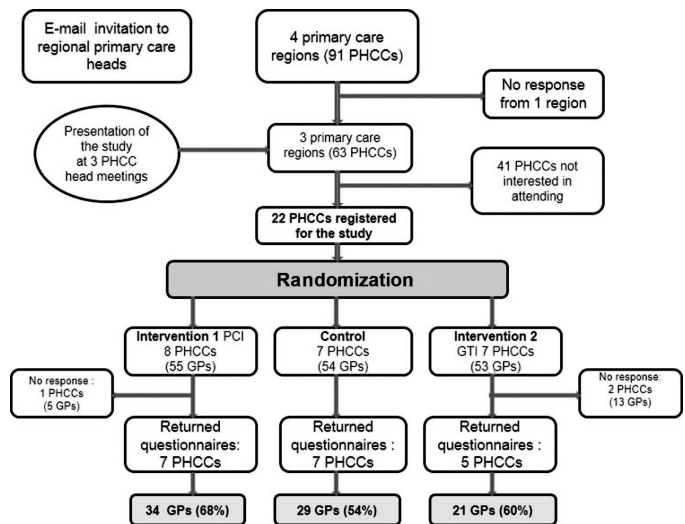 E-mail invitation to
regional primary care
heads
4 primary care
regions (91 PHCCs)
No response
from 1 region
Presentation of
the study
at 3 PHCC
head meetings
3 primary care
regions (63 PHCCs)
41 PHCCs not
interested in
attending
22 PHCCs registered
for the study
Randomization
Intervention 1 PCI
8 PHCCs
(55 GPs)
Control
7 PHCCs
(54 GPs)
Intervention 2
GTI 7 PHCCs
(53 GPs)
No response :
1 PHCCs
(5 GPs)
No response:
2 PHCCs
(13 GPs)
Returned
questionnaires:
7 PHCCs
Returned
questionnaires :
7 PHCCs
Returned
questionnaires :
5 PHCCs
34 GPs (68%)
29 GPs (54%)
21 GPs (60%)